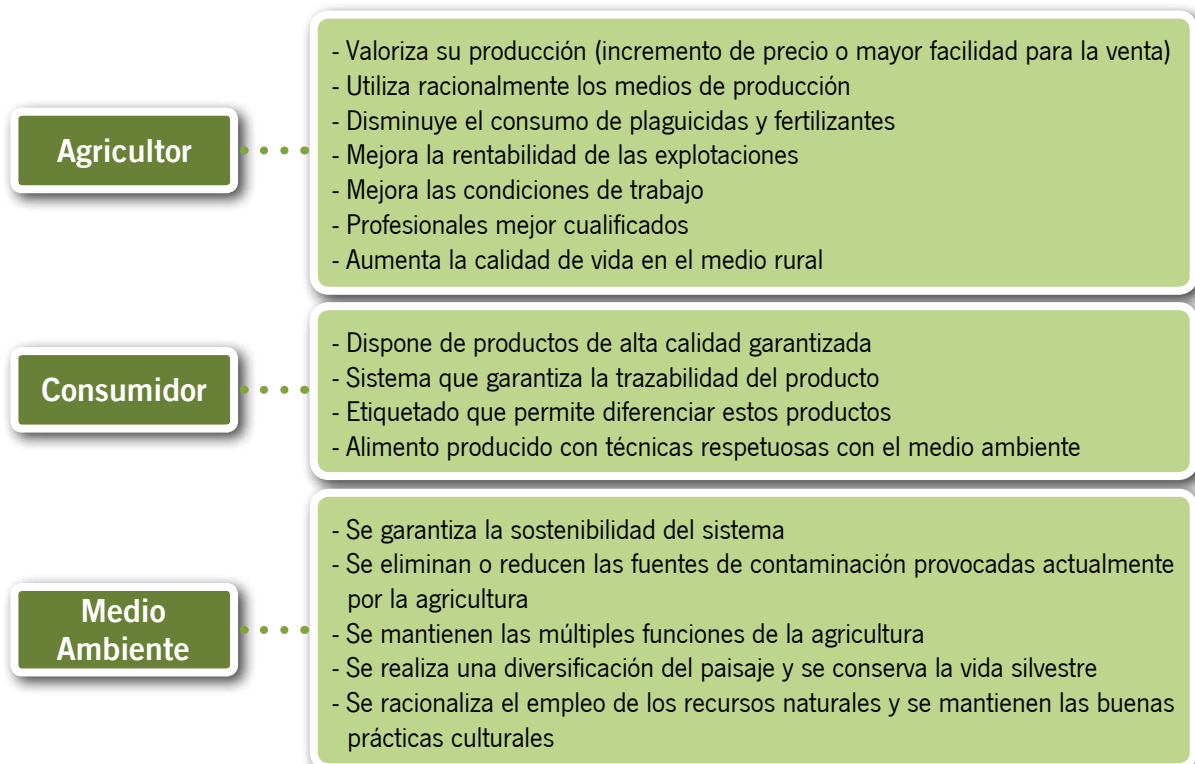 Agricultor
- Valoriza su producción (incremento de precio o mayor facilidad para la venta)
- Utiliza racionalmente los medios de producción
- Disminuye el consumo de plaguicidas y fertilizantes
- Mejora la rentabilidad de las explotaciones
- Mejora las condiciones de trabajo
- Profesionales mejor cualificados
- Aumenta la calidad de vida en el medio rural
Consumidor
- Dispone de productos de alta calidad garantizada
- Sistema que garantiza la trazabilidad del producto
- Etiquetado que permite diferenciar estos productos
- Alimento producido con técnicas respetuosas con el medio ambiente
Medio
Ambiente
- Se garantiza la sostenibilidad del sistema
- Se eliminan o reducen las fuentes de contaminación provocadas actualmente
por la agricultura
- Se mantienen las múltiples funciones de la agricultura
- Se realiza una diversificación del paisaje y se conserva la vida silvestre
- Se racionaliza el empleo de los recursos naturales y se mantienen las buenas
prácticas culturales